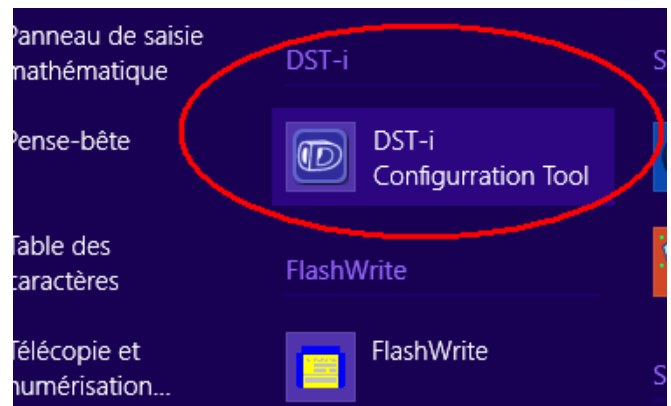 Panneau de saisie
mathématique
Pense-bête
Table des
caractères
Télécopie et
numérisation...
DST-i
DST-i
Configurration Tool
FlashWrite
FlashWrite
S
S